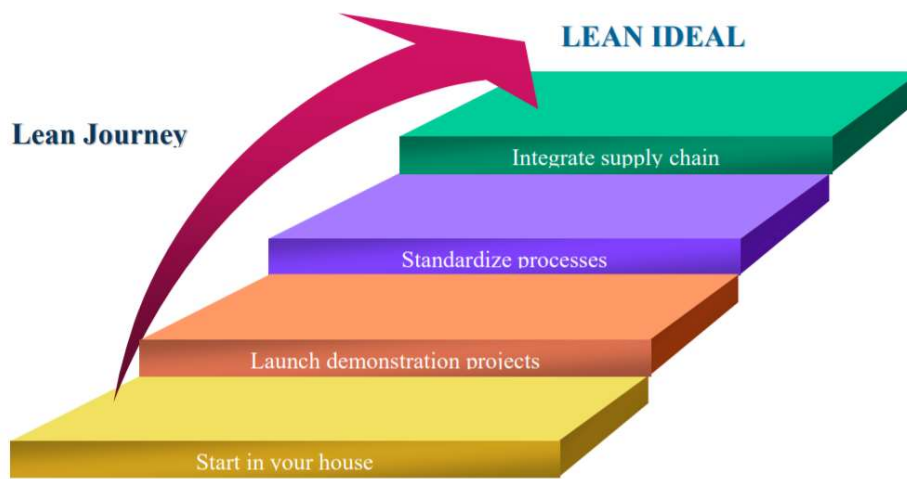 LEAN IDEAL
Lean Journey
Integrate supply chain
Standardize processes
Launch demonstration projects
Start in your house